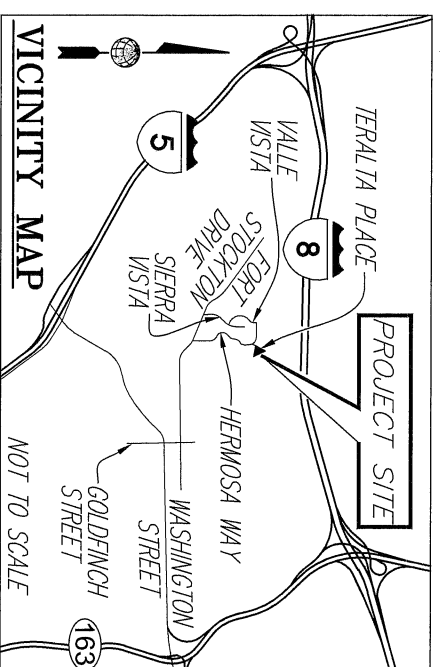 TERALTA PLACE
PROJECT SITE
8
VALLE
VISTA
5
FORT
STOCKTON
DRIVE
SIERRA
VISTA
HERMOSA WAY
WASHINGTON
STREET
GOLDFINCH
STREET
163
VICINITY MAP
NOT TO SCALE